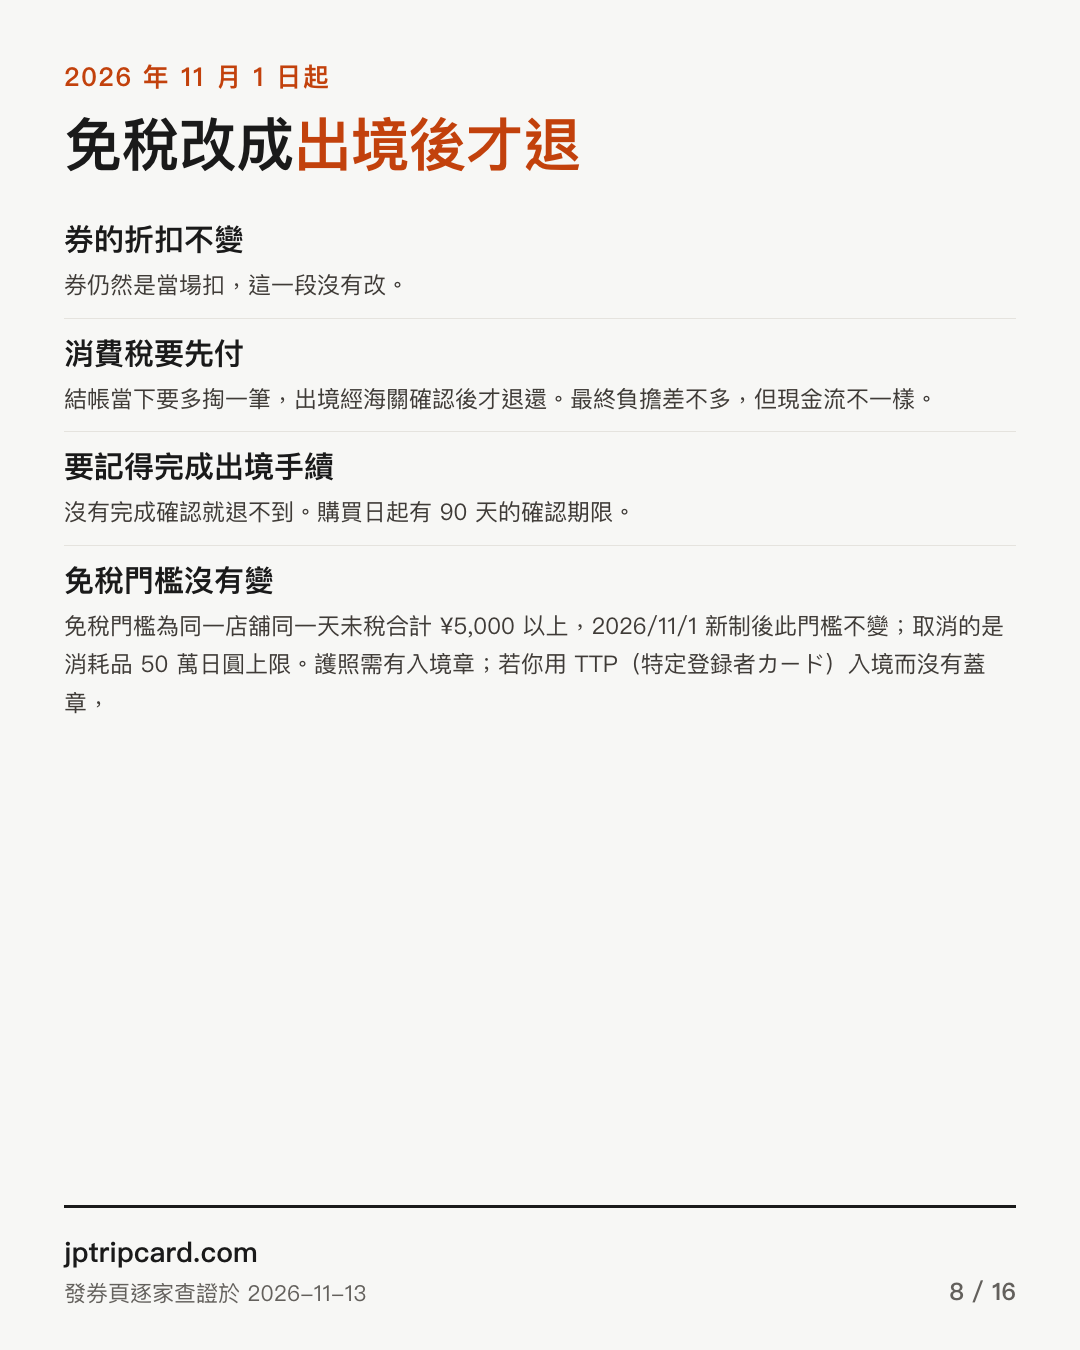 2026 年 11 月 1 日起
免稅改成出境後才退
券的折扣不變
券仍然是當場扣，這一段沒有改。
消費稅要先付
結帳當下要多掏一筆，出境經海關確認後才退還。最終負擔差不多，但現金流不一樣。
要記得完成出境手續
沒有完成確認就退不到。購買日起有 90 天的確認期限。
免稅門檻沒有變
免稅門檻為同一店舖同一天未稅合計 ¥5,000 以上，2026/11/1 新制後此門檻不變；取消的是
消耗品 50 萬日圓上限。護照需有入境章；若你用 TTP（特定登録者カード）入境而沒有蓋
章，
jptripcard.com
發券頁逐家查證於 2026–11–13
8 / 16